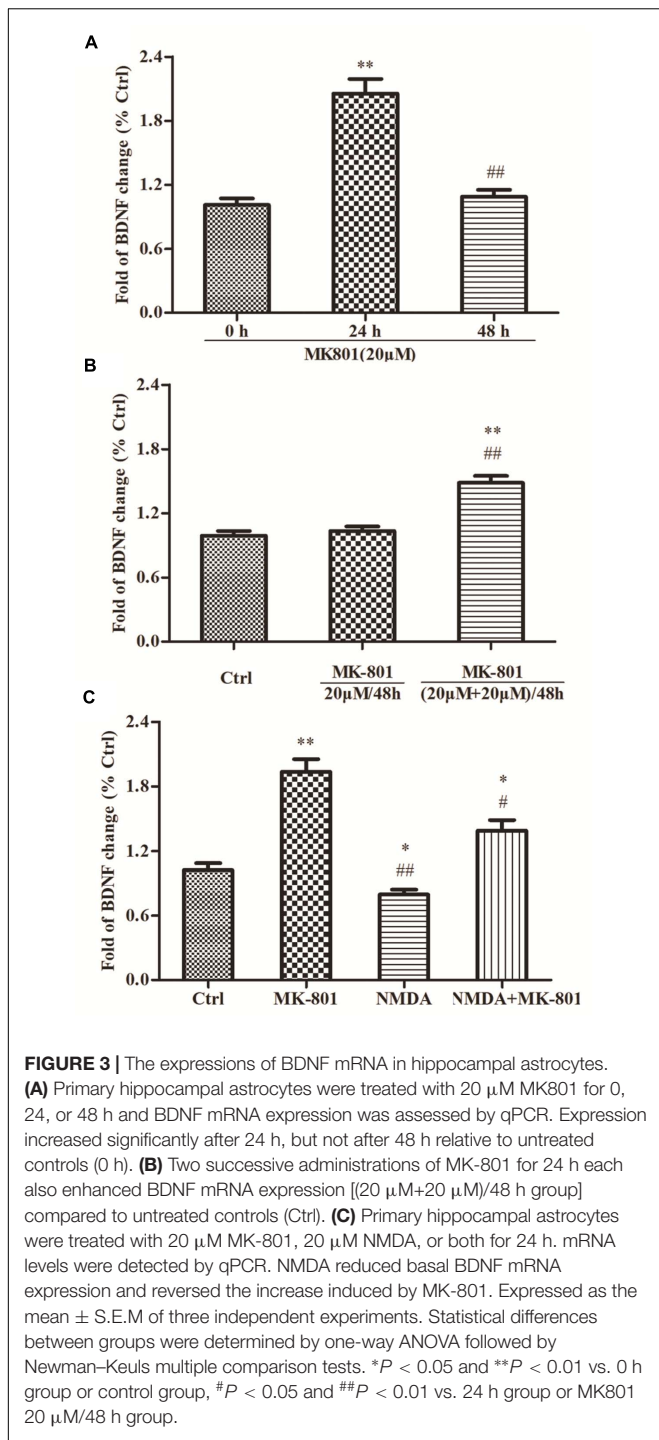 A
Fold of BDNF change (% Ctrl)
2.4
1.8
1.2
0.6
0.0
**
##
0 h 24 h 48 h
MK801(20μM)
B
Fold of BDNF change (% Ctrl)
2.4
1.8
1.2
0.6
0.0
**
##
Ctrl MK-801 MK-801
20μM/48h (20μM+20μM)/48h
C
Fold of BDNF change (% Ctrl)
2.4
1.8
1.2
0.6
0.0
**
*
##
*
#
Ctrl MK-801 NMDA NMDA+MK-801
FIGURE 3 | The expressions of BDNF mRNA in hippocampal astrocytes.
(A) Primary hippocampal astrocytes were treated with 20 μM MK801 for 0,
24, or 48 h and BDNF mRNA expression was assessed by qPCR. Expression
increased significantly after 24 h, but not after 48 h relative to untreated
controls (0 h). (B) Two successive administrations of MK-801 for 24 h each
also enhanced BDNF mRNA expression [(20 μM+20 μM)/48 h group]
compared to untreated controls (Ctrl). (C) Primary hippocampal astrocytes
were treated with 20 μM MK-801, 20 μM NMDA, or both for 24 h. mRNA
levels were detected by qPCR. NMDA reduced basal BDNF mRNA
expression and reversed the increase induced by MK-801. Expressed as the
mean ± S.E.M of three independent experiments. Statistical differences
between groups were determined by one-way ANOVA followed by
Newman–Keuls multiple comparison tests. *P < 0.05 and **P < 0.01 vs. 0 h
group or control group, #P < 0.05 and ##P < 0.01 vs. 24 h group or MK801
20 μM/48 h group.